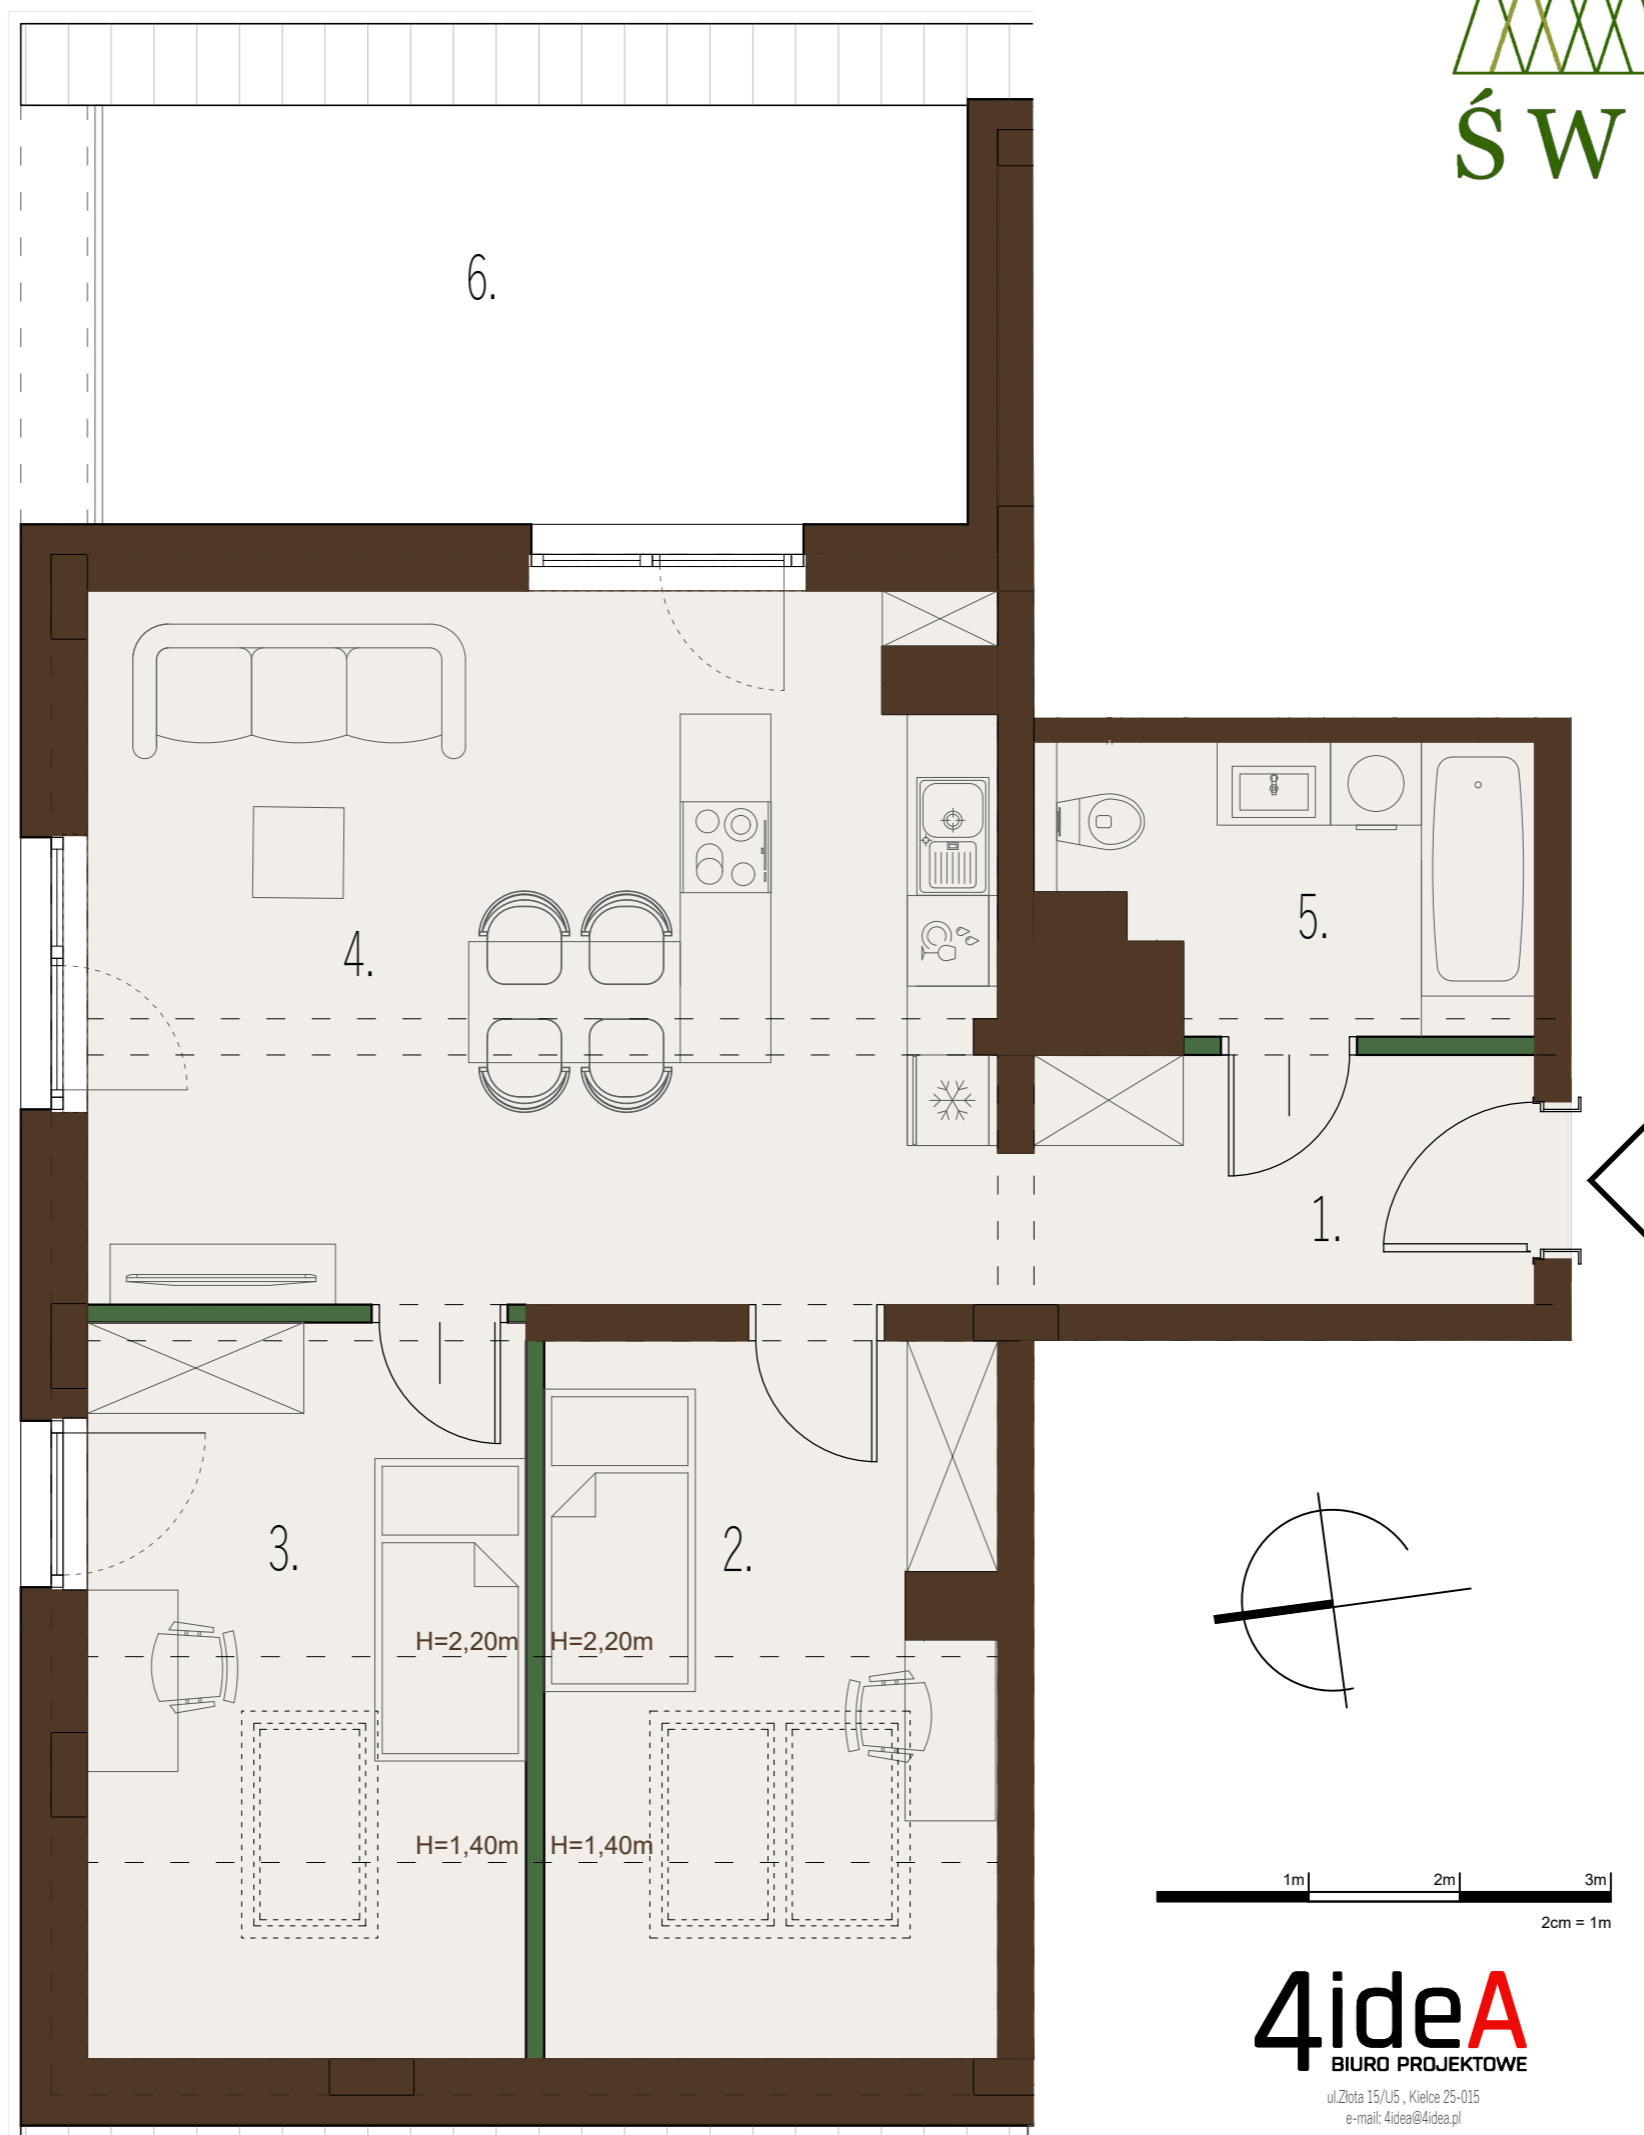 ŚW
6.
4.
5.
1.
3.
2.
H=2,20m
H=2,20m
H=1,40m
H=1,40m
1m
2m
3m
2cm = 1m
4ideA
BIURO PROJEKTOWE
ul.Złota 15/U5 , Kielce 25-015
e-mail: 4idea@4idea.pl